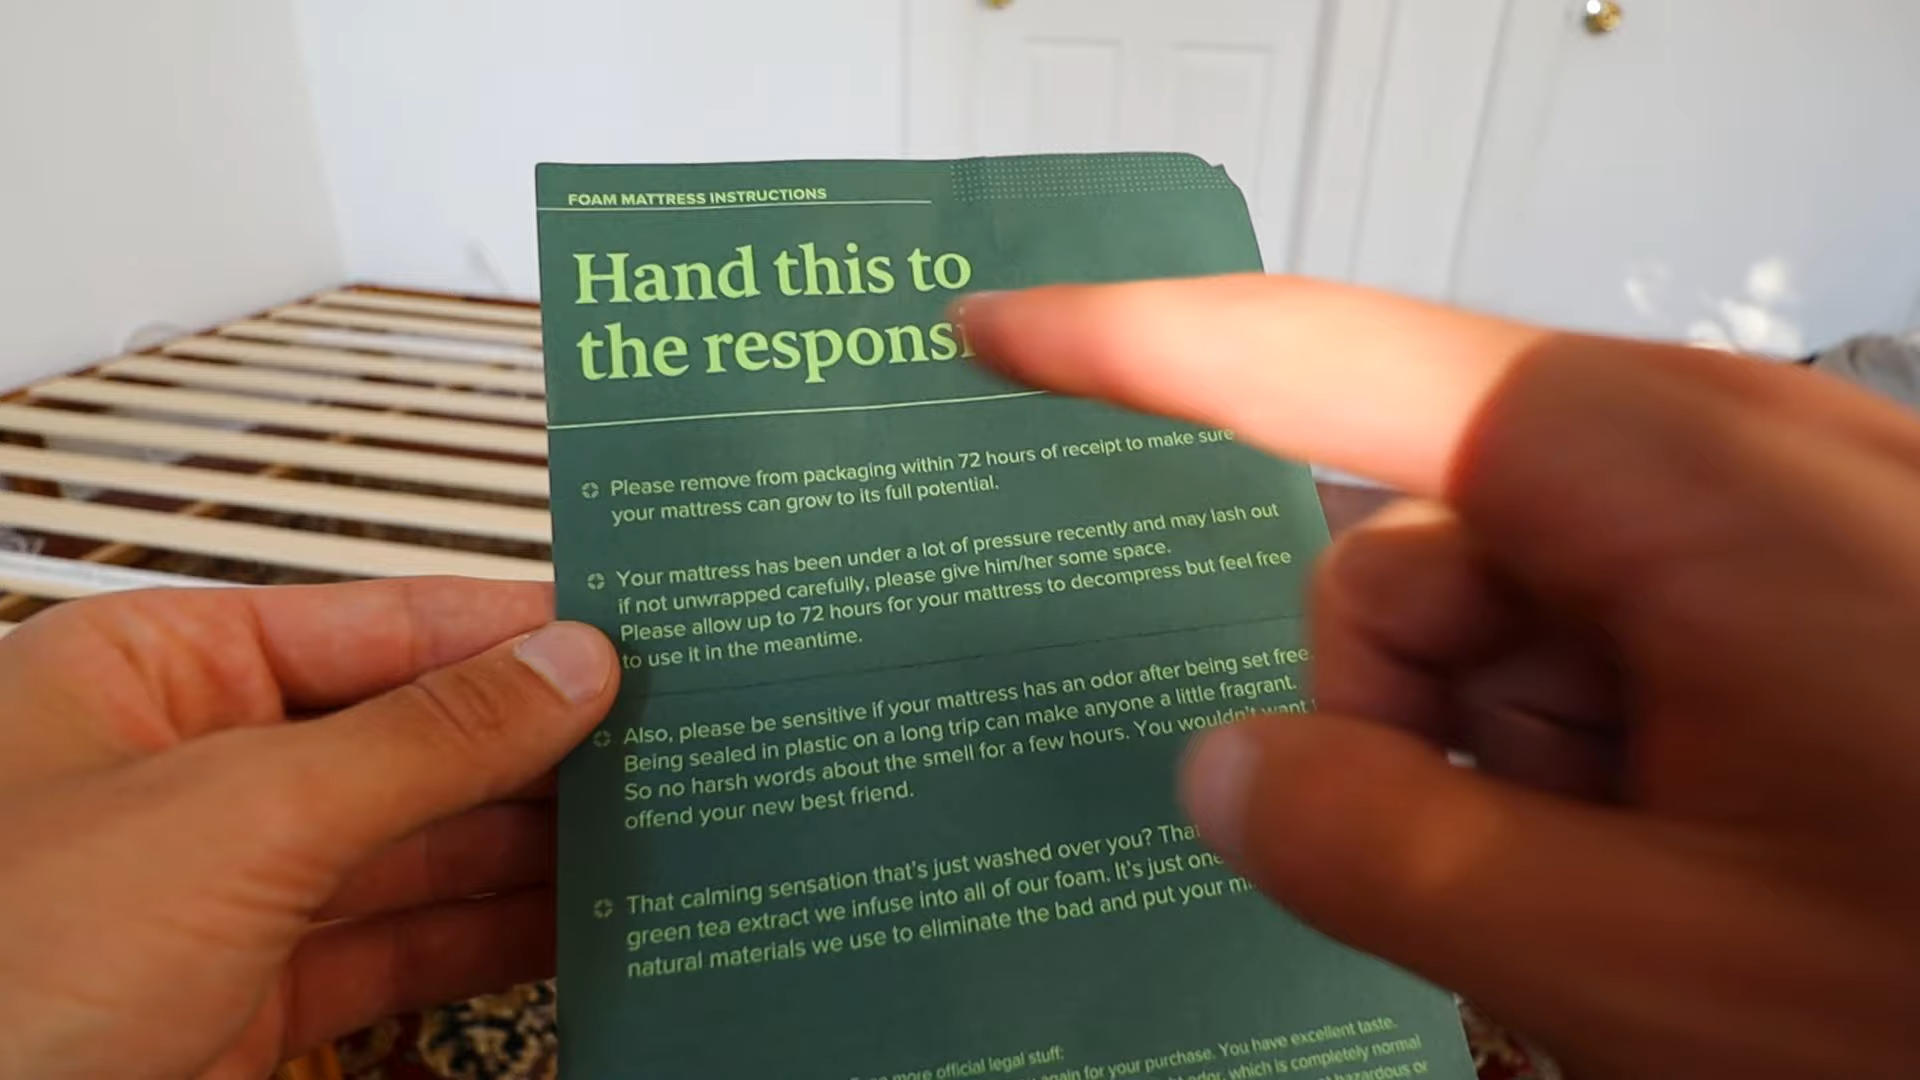 FOAM MATTRESS INSTRUCTIONS
Hand this to
the respons
Please remove from packaging within 72 hours of receipt to make sure
your mattress can grow to its full potential.
Your mattress has been under a lot of pressure recently and may lash out
if not unwrapped carefully, please give him/her some space.
Please allow up to 72 hours for your mattress to decompress but feel free
to use it in the meantime.
Also, please be sensitive if your mattress has an odor after being set free.
Being sealed in plastic on a long trip can make anyone a little fragrant.
So no harsh words about the smell for a few hours. You wouldn't want
offend your new best friend.
That calming sensation that's just washed over you?
green tea extract we infuse into all of our foam. It's just one
natural materials we use to eliminate the bad and put your
more official legal stuff:
again for your purchase. You have excellent taste.
odor, which is completely normal
hazardous or